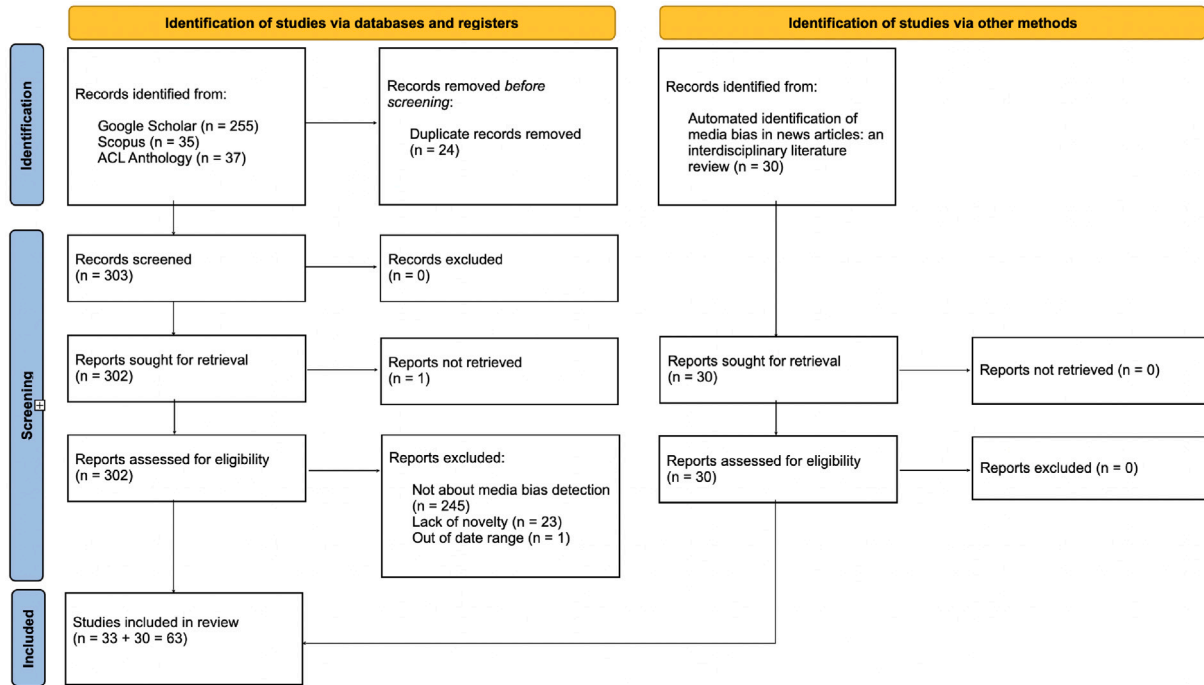 Identification of studies via databases and registers
Identification of studies via other methods
Identification
Records identified from:
Google Scholar (n = 255)
Scopus (n = 35)
ACL Anthology (n = 37)
Records removed before
screening:
Duplicate records removed
(n = 24)
Records identified from:
Automated identification of
media bias in news articles: an
interdisciplinary literature
review (n = 30)
Screening
Records screened
(n = 303)
Records excluded
(n = 0)
Reports sought for retrieval
(n = 302)
Reports not retrieved
(n = 1)
Reports sought for retrieval
(n = 30)
Reports not retrieved (n = 0)
Reports assessed for eligibility
(n = 302)
Reports excluded:
Not about media bias detection
(n = 245)
Lack of novelty (n = 23)
Out of date range (n = 1)
Reports assessed for eligibility
(n = 30)
Reports excluded (n = 0)
Included
Studies included in review
(n = 33 + 30 = 63)